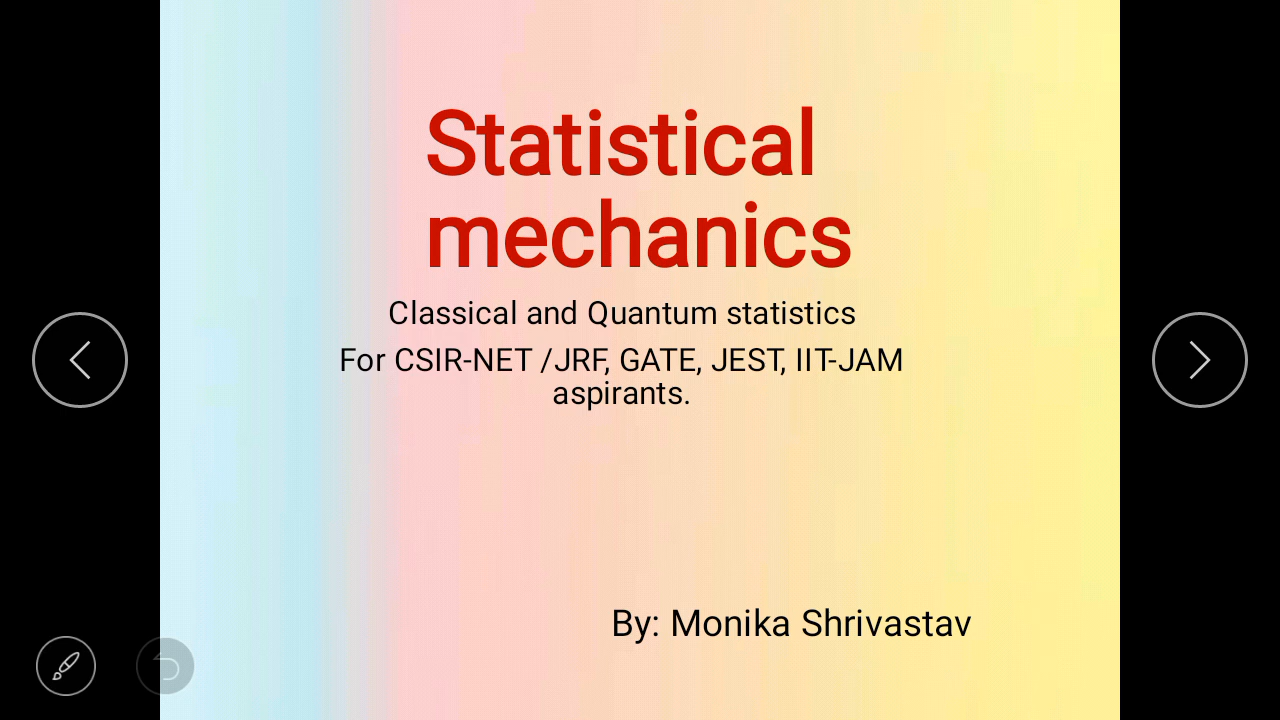 Statistical
mechanics
Classical and Quantum statistics
For CSIR-NET /JRF, GATE, JEST, IIT-JAM
aspirants.
By: Monika Shrivastav